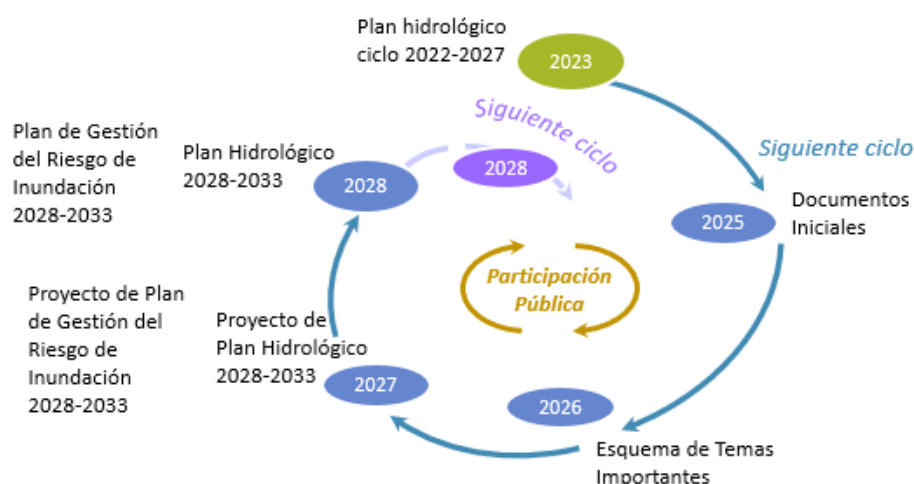 Plan hidrológico
ciclo 2022-2027
2023
Siguiente ciclo
Documentos
Iniciales
2025
Esquema de Temas
Importantes
2026
Proyecto de
Plan Hidrológico
2028-2033
2027
Proyecto de Plan
de Gestión del
Riesgo de
Inundación
2028-2033
Plan Hidrológico
2028-2033
2028
Plan de Gestión
del Riesgo de
Inundación
2028-2033
Siguiente ciclo
2028
Participación
Pública